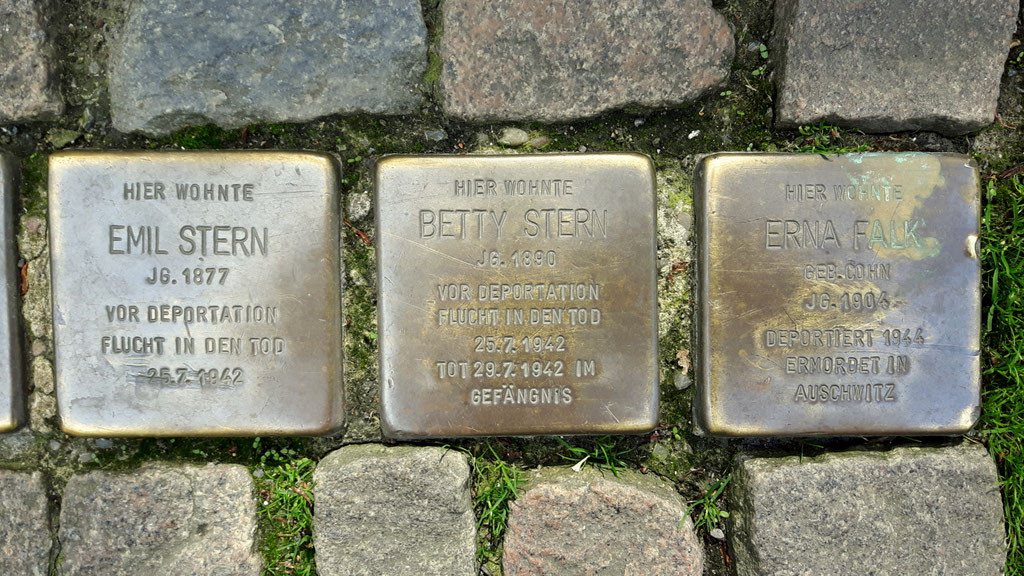 HIER WOHNTE
EMIL STERN
JG. 1877
VOR DEPORTATION
FLUCHT IN DEN TOD
25.7.1942
HIER WOHNTE
BETTY STERN
JG. 1890
VOR DEPORTATION
FLUCHT IN DEN TOD
25.7.1942
TOT 29.7.1942 IM
GEFÄNGNIS
HIER WOHNTE
ERNA FALK
GEB. COHN
JG. 1904
DEPORTIERT 1944
ERMORDET IN
AUSCHWITZ